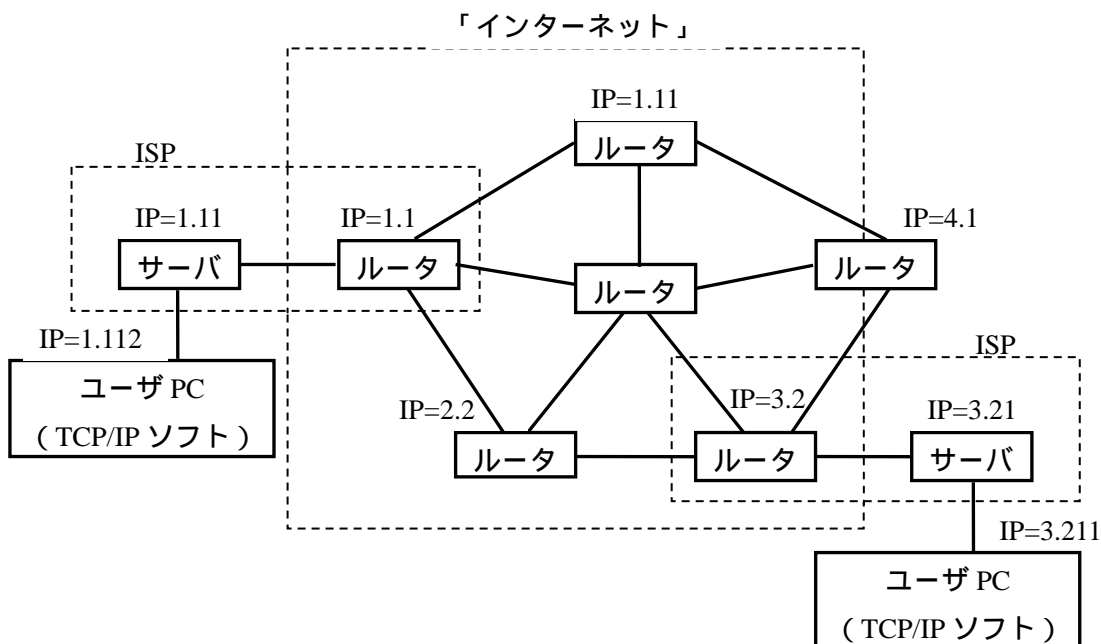 「インターネット」
IP=1.11
ルータ
ISP
IP=1.11
IP=1.1
IP=4.1
サーバ
ルータ
ルータ
ルータ
IP=1.112
ISP
ユーザ PC
(TCP/IP ソフト)
IP=2.2
IP=3.2
IP=3.21
ルータ
ルータ
サーバ
IP=3.211
ユーザ PC
(TCP/IP ソフト)